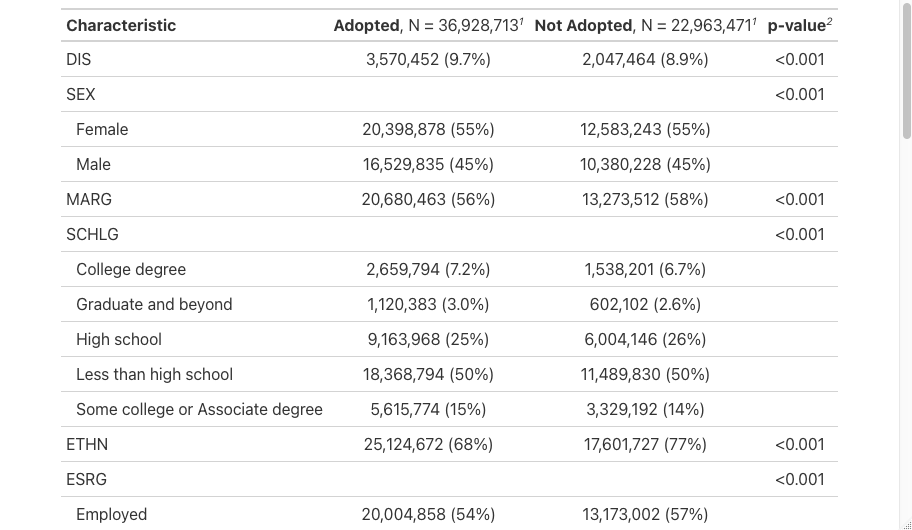 Characteristic Adopted, N = 36,928,713¹ Not Adopted, N = 22,963,471¹ p-value²
DIS 3,570,452 (9.7%) 2,047,464 (8.9%) <0.001
SEX <0.001
Female 20,398,878 (55%) 12,583,243 (55%)
Male 16,529,835 (45%) 10,380,228 (45%)
MARG 20,680,463 (56%) 13,273,512 (58%) <0.001
SCHLG <0.001
College degree 2,659,794 (7.2%) 1,538,201 (6.7%)
Graduate and beyond 1,120,383 (3.0%) 602,102 (2.6%)
High school 9,163,968 (25%) 6,004,146 (26%)
Less than high school 18,368,794 (50%) 11,489,830 (50%)
Some college or Associate degree 5,615,774 (15%) 3,329,192 (14%)
ETHN 25,124,672 (68%) 17,601,727 (77%) <0.001
ESRG <0.001
Employed 20,004,858 (54%) 13,173,002 (57%)